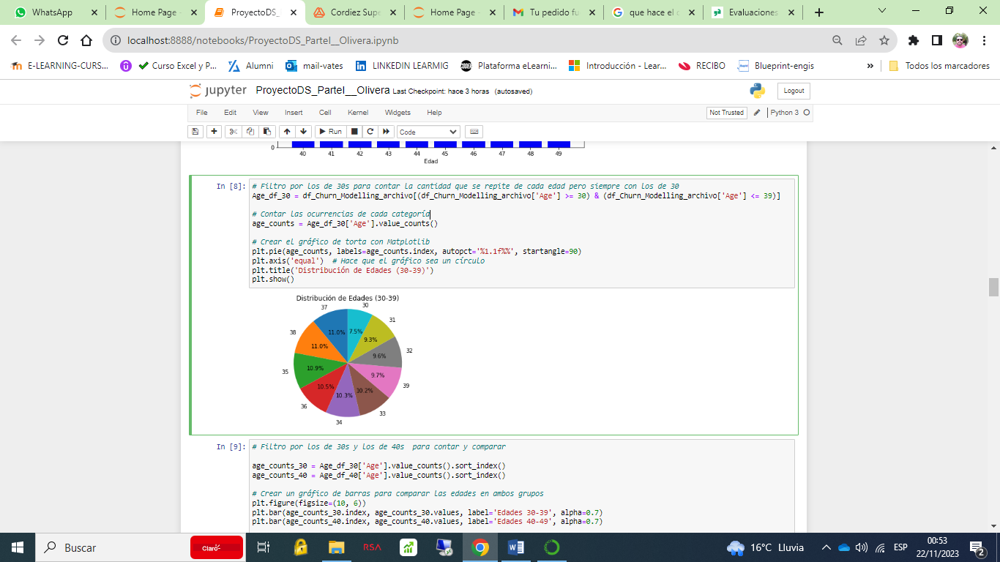 WhatsApp
Home Page
ProyectoDS_
Cordiez Supe
Home Page
Tu pedido fu
que hace el c
Evaluaciones
localhost:8888/notebooks/ProyectoDS_ParteI__Olivera.ipynb
E-LEARNING-CURS...
Curso Excel y P...
Alumni
mail-vates
LINKEDIN LEARMIG
Plataforma eLearni...
Introducción - Lear...
RECIBO
Blueprint-engis
»
Todos los marcadores
jupyter ProyectoDS_ParteI__Olivera Last Checkpoint: hace 3 horas (autosaved)
Logout
File Edit View Insert Cell Kernel Widgets Help
Not Trusted
Python 3
Run
Code
0
40 41 42 43 44 45 46 47 48 49
Edad
In [8]:
# Filtro por los de 30s para contar la cantidad que se repite de cada edad pero siempre con los de 30
Age_df_30 = df_Churn_Modelling_archivo[(df_Churn_Modelling_archivo['Age'] >= 30) & (df_Churn_Modelling_archivo['Age'] <= 39)]
# Contar las ocurrencias de cada categoría
age_counts = Age_df_30['Age'].value_counts()
# Crear el gráfico de torta con Matplotlib
plt.pie(age_counts, labels=age_counts.index, autopct='%1.1f%%', startangle=90)
plt.axis('equal')  # Hace que el gráfico sea un círculo
plt.title('Distribución de Edades (30-39)')
plt.show()
Distribución de Edades (30-39)
37
30
31
38
11.0%
7.5%
9.3%
11.0%
32
9.6%
35
10.9%
9.7%
39
10.5%
10.2%
10.3%
36
33
34
In [9]:
# Filtro por los de 30s y los de 40s  para contar y comparar
age_counts_30 = Age_df_30['Age'].value_counts().sort_index()
age_counts_40 = Age_df_40['Age'].value_counts().sort_index()
# Crear un gráfico de barras para comparar las edades en ambos grupos
plt.figure(figsize=(10, 6))
plt.bar(age_counts_30.index, age_counts_30.values, label='Edades 30-39', alpha=0.7)
plt.bar(age_counts_40.index, age_counts_40.values, label='Edades 40-49', alpha=0.7)
Buscar
Claro
RSA
16°C Lluvia
ESP
00:53
22/11/2023
2